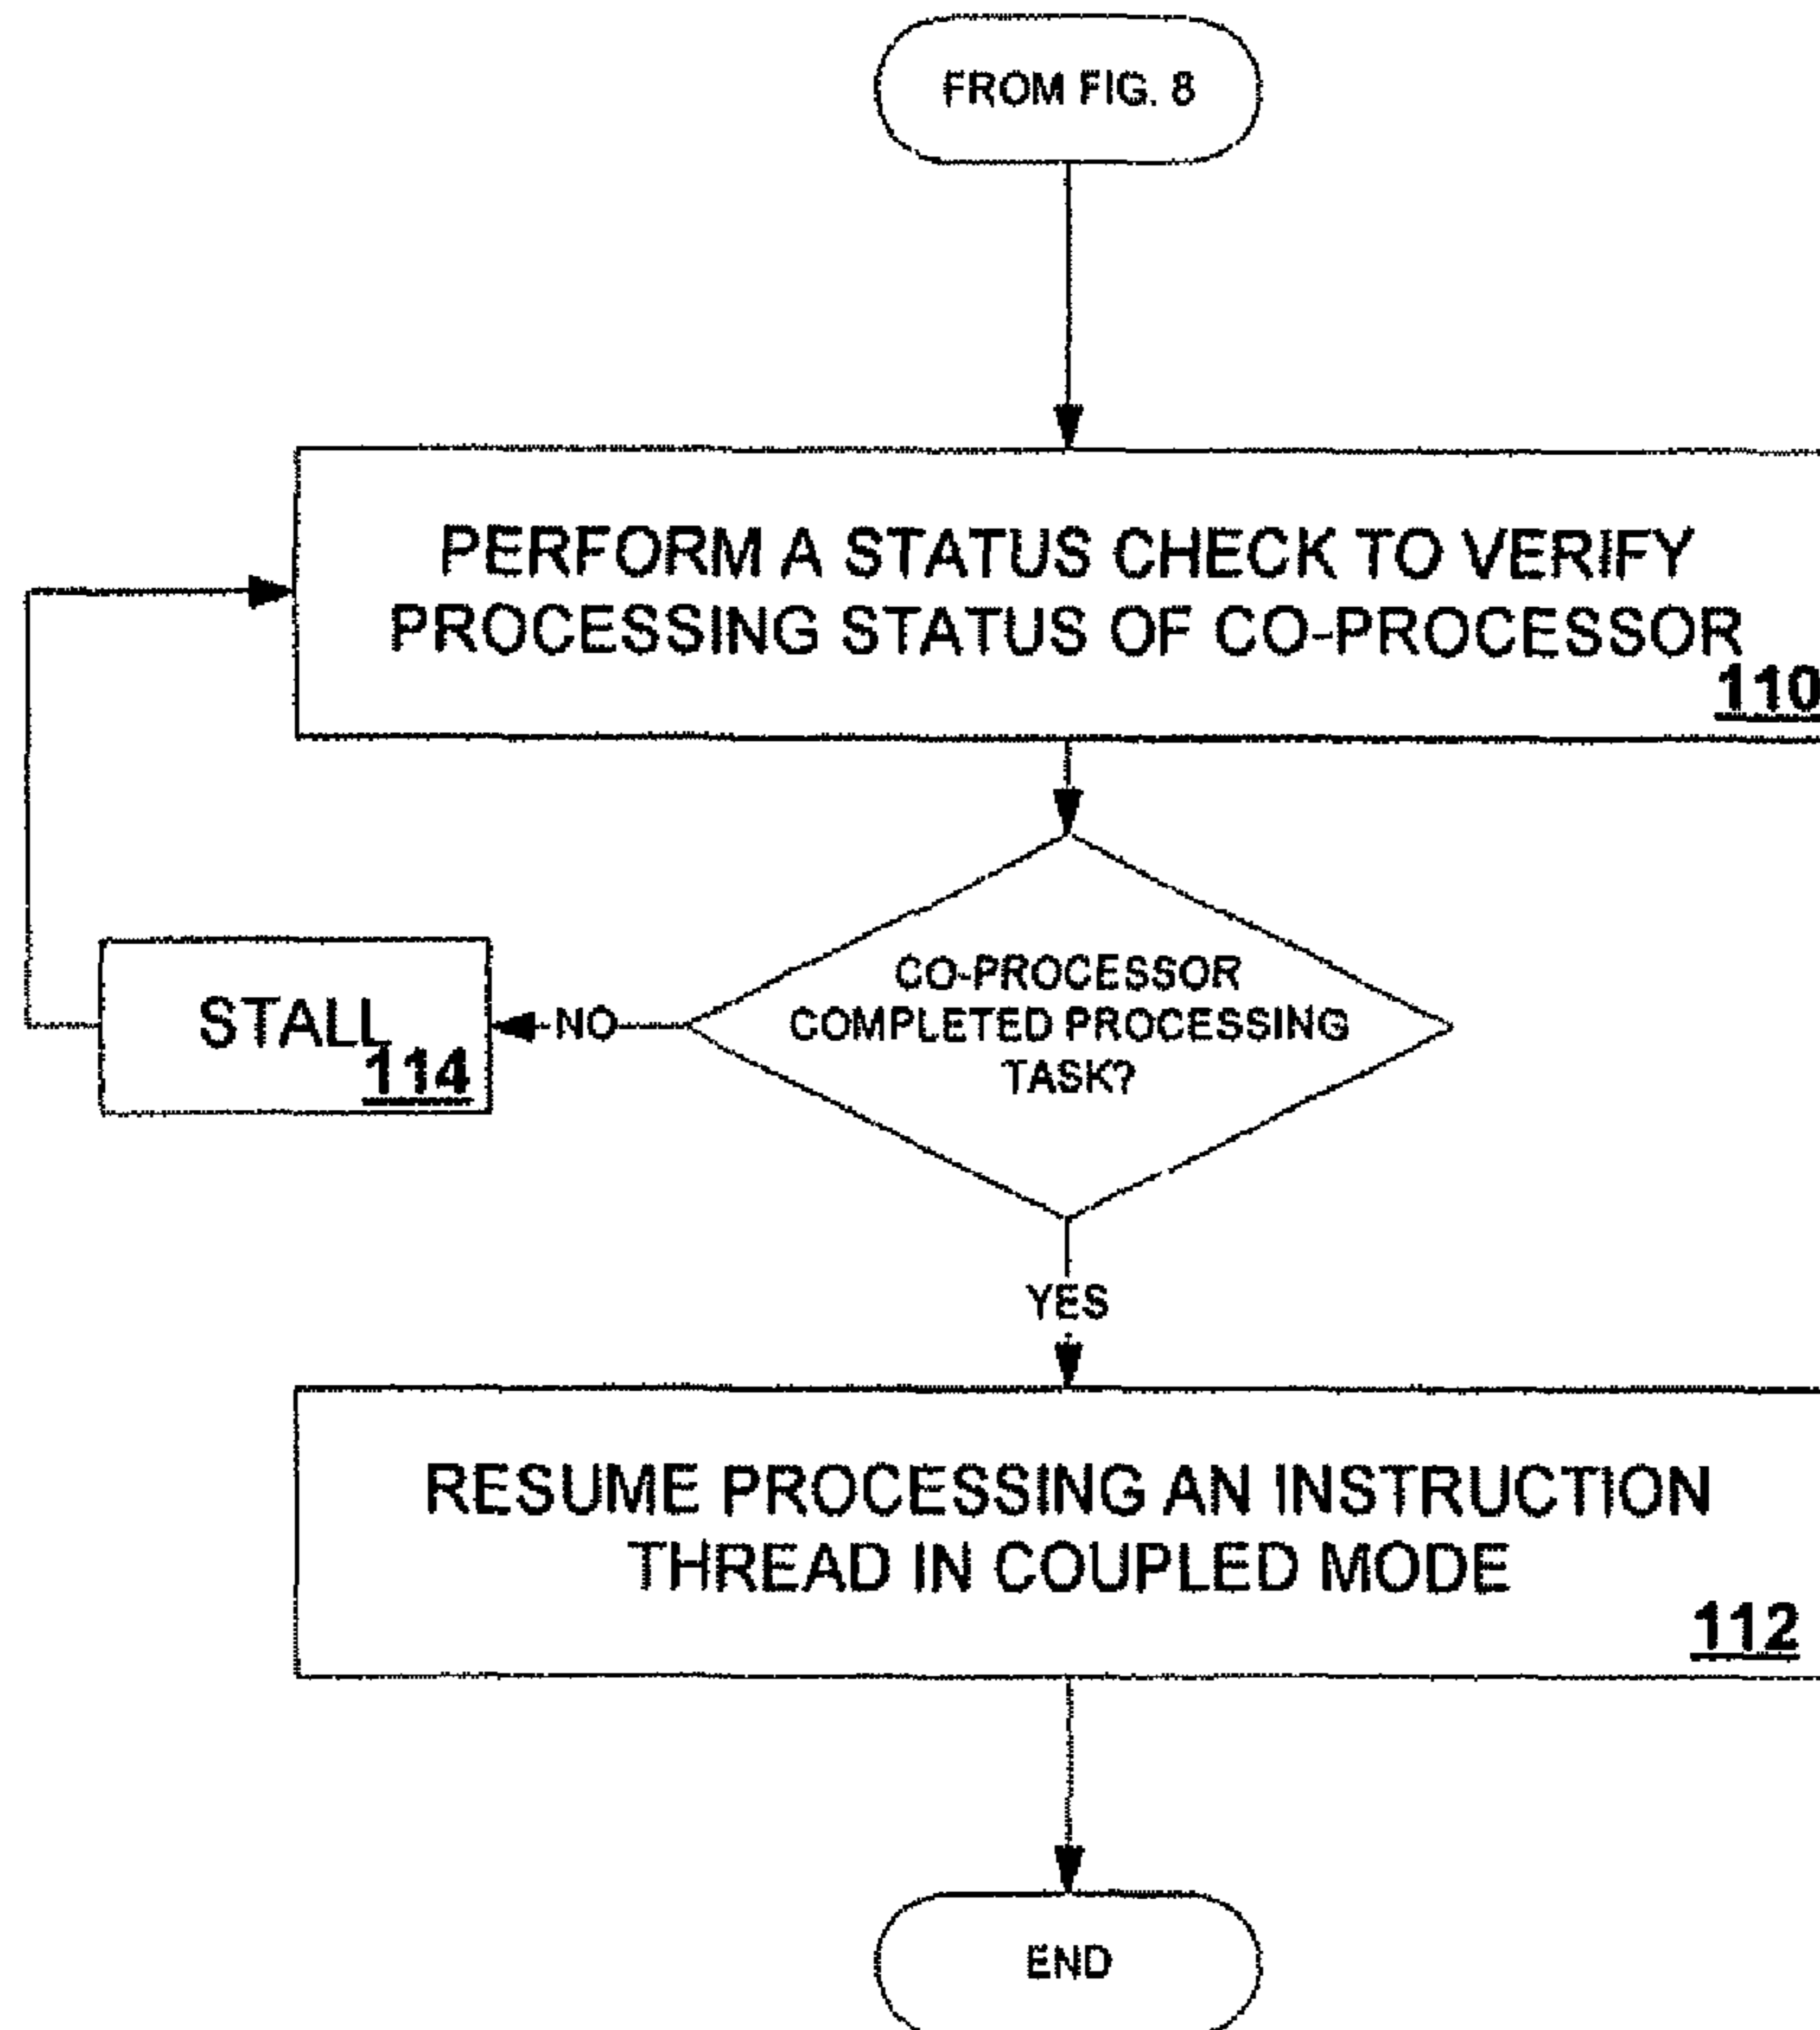 FROM FIG. 8
PERFORM A STATUS CHECK TO VERIFY
PROCESSING STATUS OF CO-PROCESSOR
110
CO-PROCESSOR
COMPLETED PROCESSING
TASK?
NO
STALL
114
YES
RESUME PROCESSING AN INSTRUCTION
THREAD IN COUPLED MODE
112
END